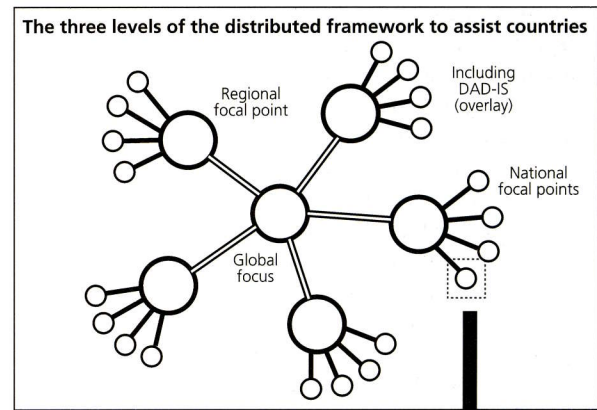 The three levels of the distributed framework to assist countries
Including
DAD-IS
(overlay)
Regional
focal point
National
focal points
Global
focus